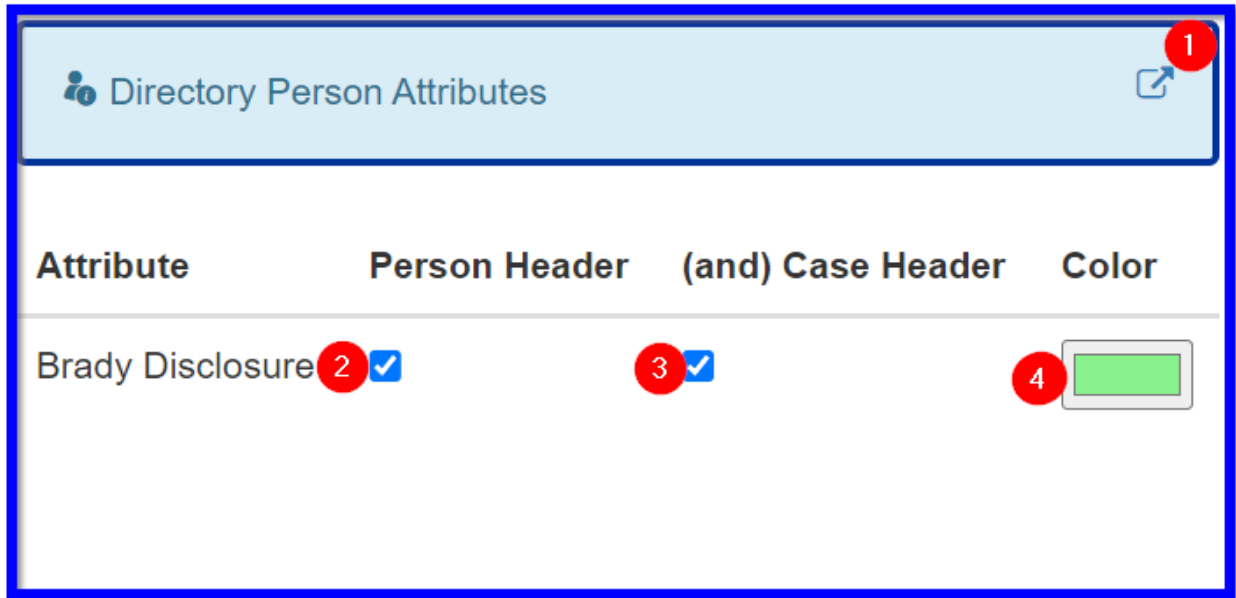 1
Directory Person Attributes
Attribute Person Header (and) Case Header Color
Brady Disclosure 2 3 4